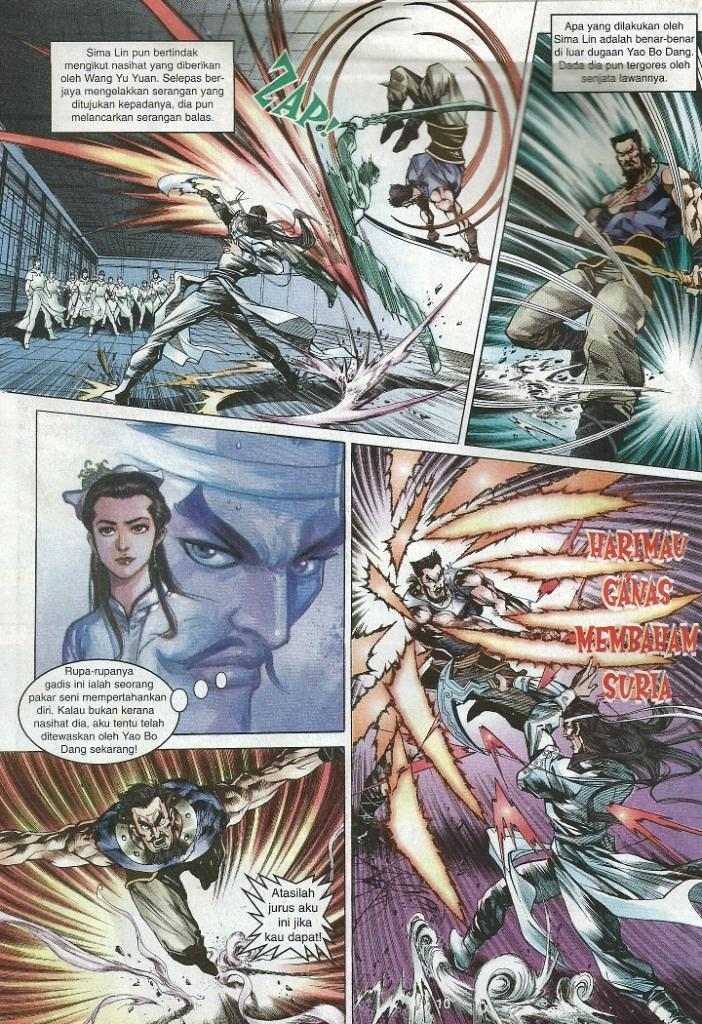 Sima Lin pun bertindak
mengikut nasihat yang diberikan
oleh Wang Yu Yuan. Selepas ber-
jaya mengelakkan serangan yang
ditujukan kepadanya, dia pun
melancarkan serangan balas.
ZAP!
Apa yang dilakukan oleh
Sima Lin adalah benar-benar
di luar dugaan Yao Bo Dang.
Dada dia pun tergores oleh
senjata lawannya.
Rupa-rupanya
gadis ini ialah seorang
pakar seni mempertahankan
diri. Kalau bukan kerana
nasihat dia, aku tentu telah
ditewaskan oleh Yao Bo
Dang sekarang!
HARIMAU
GANAS
MEMBAHAM
SURIA
Atasilah
jurus aku
ini jika
kau dapat!
10